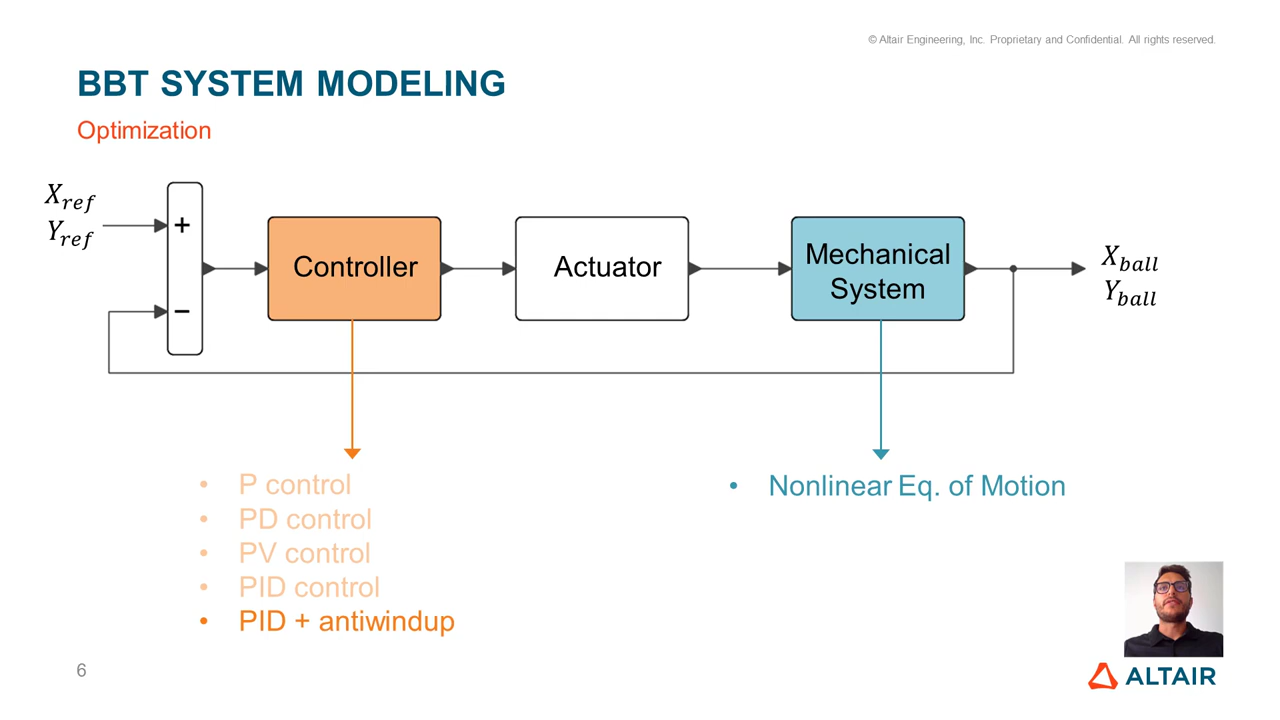 © Altair Engineering, Inc. Proprietary and Confidential. All rights reserved.
BBT SYSTEM MODELING
Optimization
X_ref
Y_ref
+
−
Controller
Actuator
Mechanical
System
X_ball
Y_ball
• P control
• PD control
• PV control
• PID control
• PID + antiwindup
• Nonlinear Eq. of Motion
6
ALTAIR